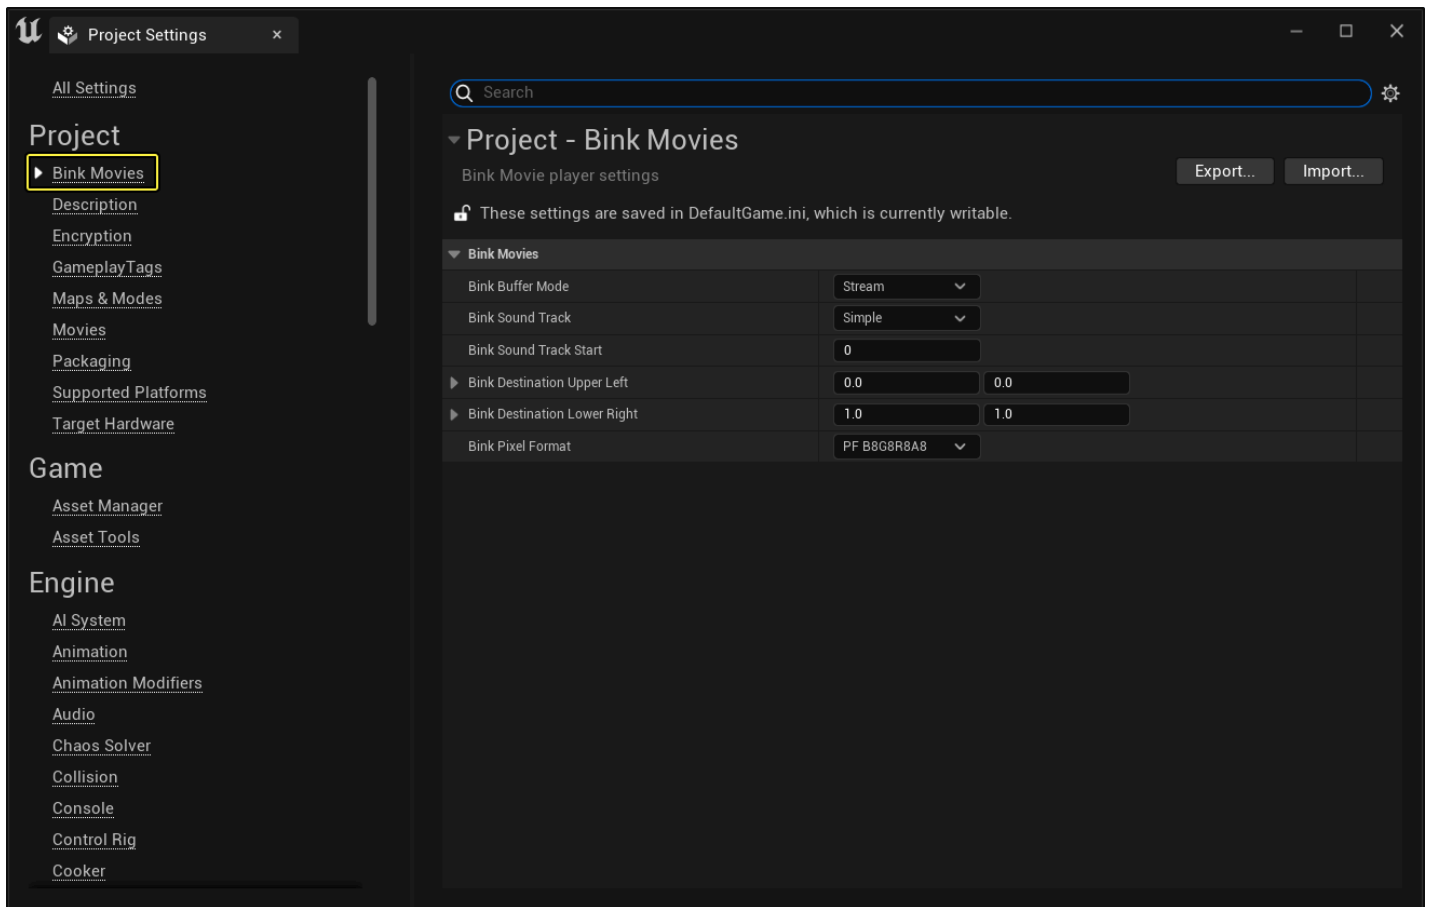 Project Settings
All Settings
Project
Bink Movies
Description
Encryption
GameplayTags
Maps & Modes
Movies
Packaging
Supported Platforms
Target Hardware
Game
Asset Manager
Asset Tools
Engine
AI System
Animation
Animation Modifiers
Audio
Chaos Solver
Collision
Console
Control Rig
Cooker
Search
Project - Bink Movies
Bink Movie player settings
Export... Import...
These settings are saved in DefaultGame.ini, which is currently writable.
Bink Movies
Bink Buffer Mode Stream
Bink Sound Track Simple
Bink Sound Track Start 0
Bink Destination Upper Left 0.0 0.0
Bink Destination Lower Right 1.0 1.0
Bink Pixel Format PF B8G8R8A8